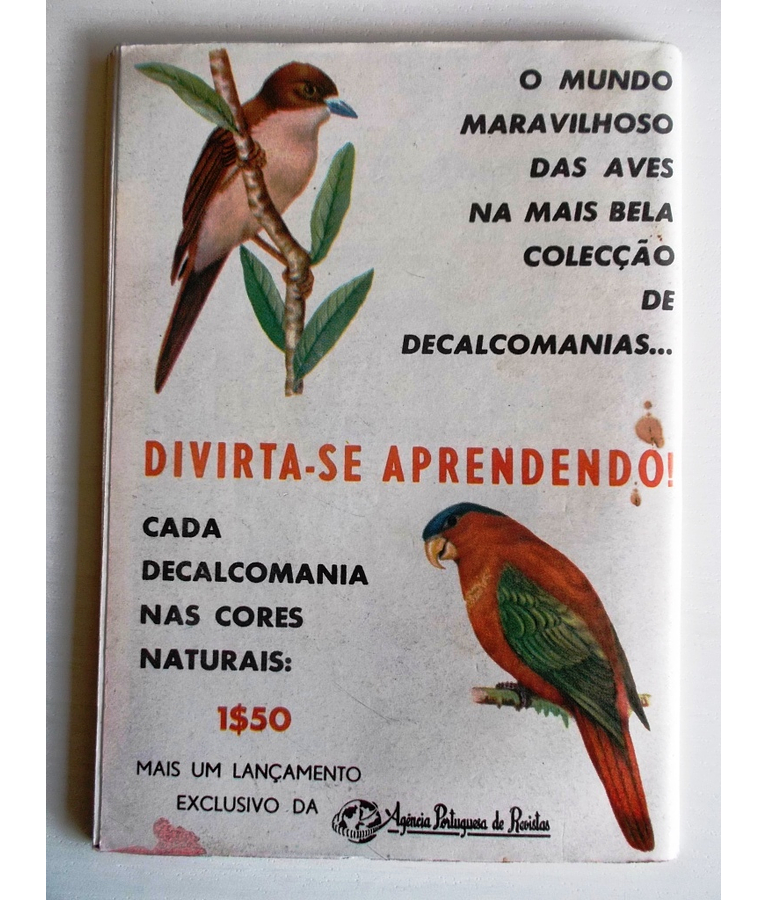 O MUNDO
MARAVILHOSO
DAS AVES
NA MAIS BELA
COLECÇÃO
DE
DECALCOMANIAS...
DIVIRTA-SE APRENDENDO!
CADA
DECALCOMANIA
NAS CORES
NATURAIS:
1$50
MAIS UM LANÇAMENTO
EXCLUSIVO DA
Agência Portuguesa de Revistas